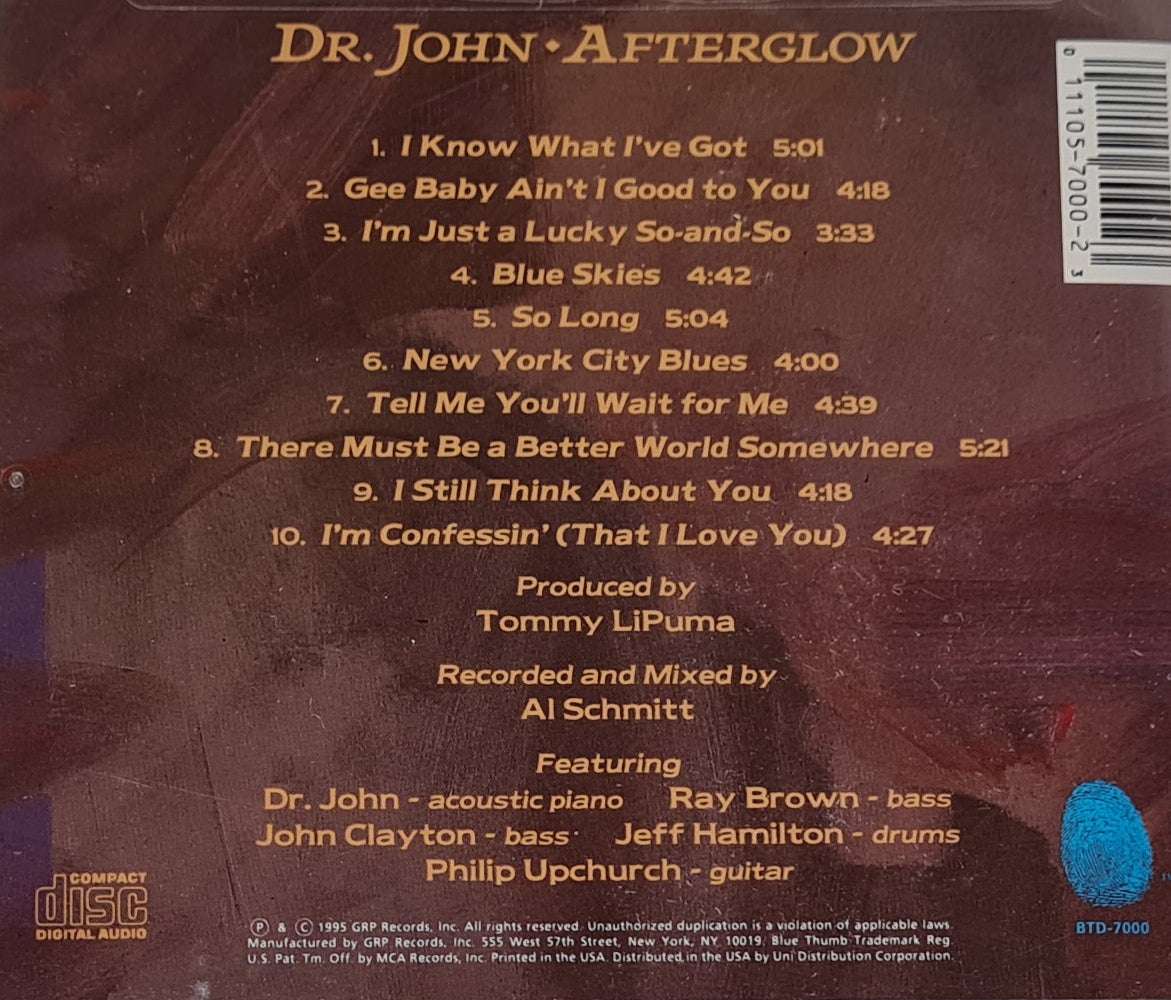 DR. JOHN • AFTERGLOW
1. I Know What I've Got 5:01
2. Gee Baby Ain't I Good to You 4:18
3. I'm Just a Lucky So-and-So 3:33
4. Blue Skies 4:42
5. So Long 5:04
6. New York City Blues 4:00
7. Tell Me You'll Wait for Me 4:39
8. There Must Be a Better World Somewhere 5:21
9. I Still Think About You 4:18
10. I'm Confessin' (That I Love You) 4:27
Produced by
Tommy LiPuma
Recorded and Mixed by
Al Schmitt
Featuring
Dr. John - acoustic piano Ray Brown - bass
John Clayton - bass Jeff Hamilton - drums
Philip Upchurch - guitar
COMPACT
disc
DIGITAL AUDIO
℗ & © 1995 GRP Records, Inc. All rights reserved. Unauthorized duplication is a violation of applicable laws.
Manufactured by GRP Records, Inc. 555 West 57th Street, New York, NY 10019. Blue Thumb Trademark Reg.
U.S. Pat. Tm. Off. by MCA Records, Inc. Printed in the USA. Distributed in the USA by Uni Distribution Corporation.
BTD-7000
0 11105-7000-2 3